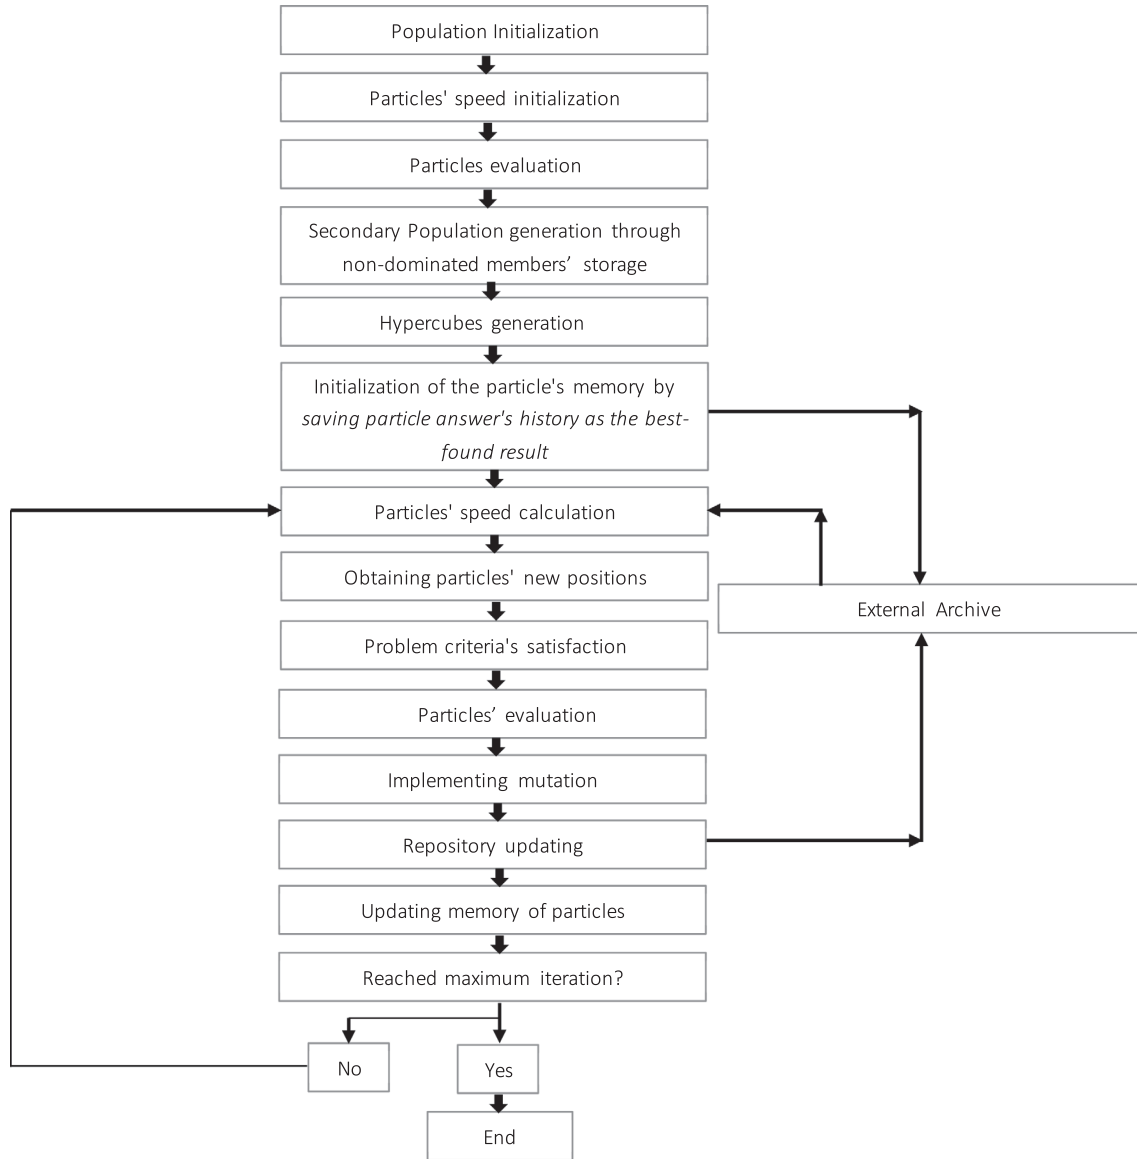 Population Initialization
Particles' speed initialization
Particles evaluation
Secondary Population generation through
non-dominated members’ storage
Hypercubes generation
Initialization of the particle's memory by
saving particle answer's history as the best-
found result
Particles' speed calculation
Obtaining particles' new positions
External Archive
Problem criteria's satisfaction
Particles’ evaluation
Implementing mutation
Repository updating
Updating memory of particles
Reached maximum iteration?
No
Yes
End